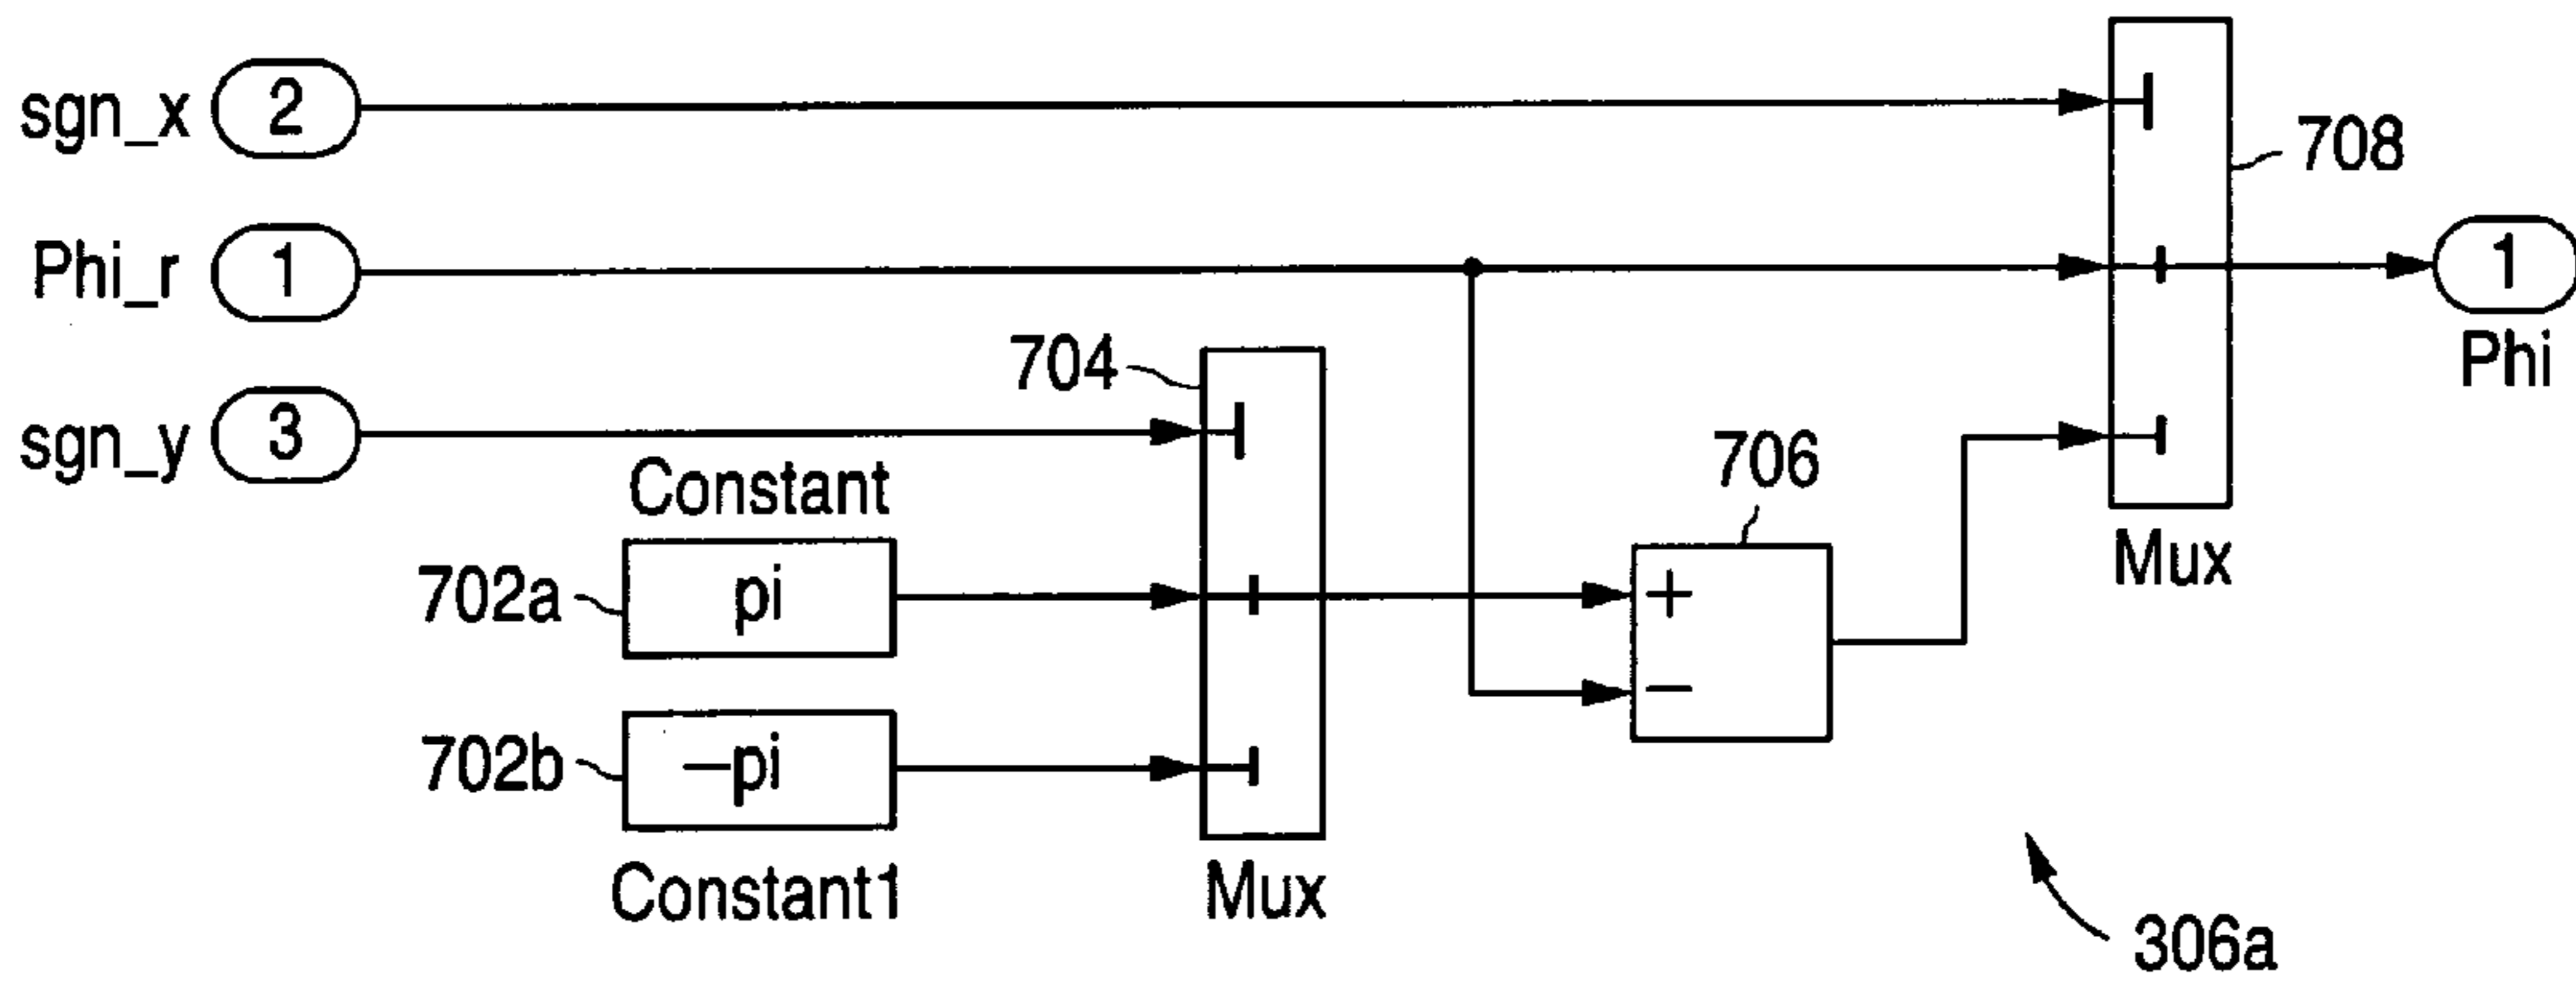 sgn_x 2
708
Phi_r 1
1
Phi
704
sgn_y 3
706
Constant
Mux
702a pi
+
−
702b −pi
Constant1
Mux
306a